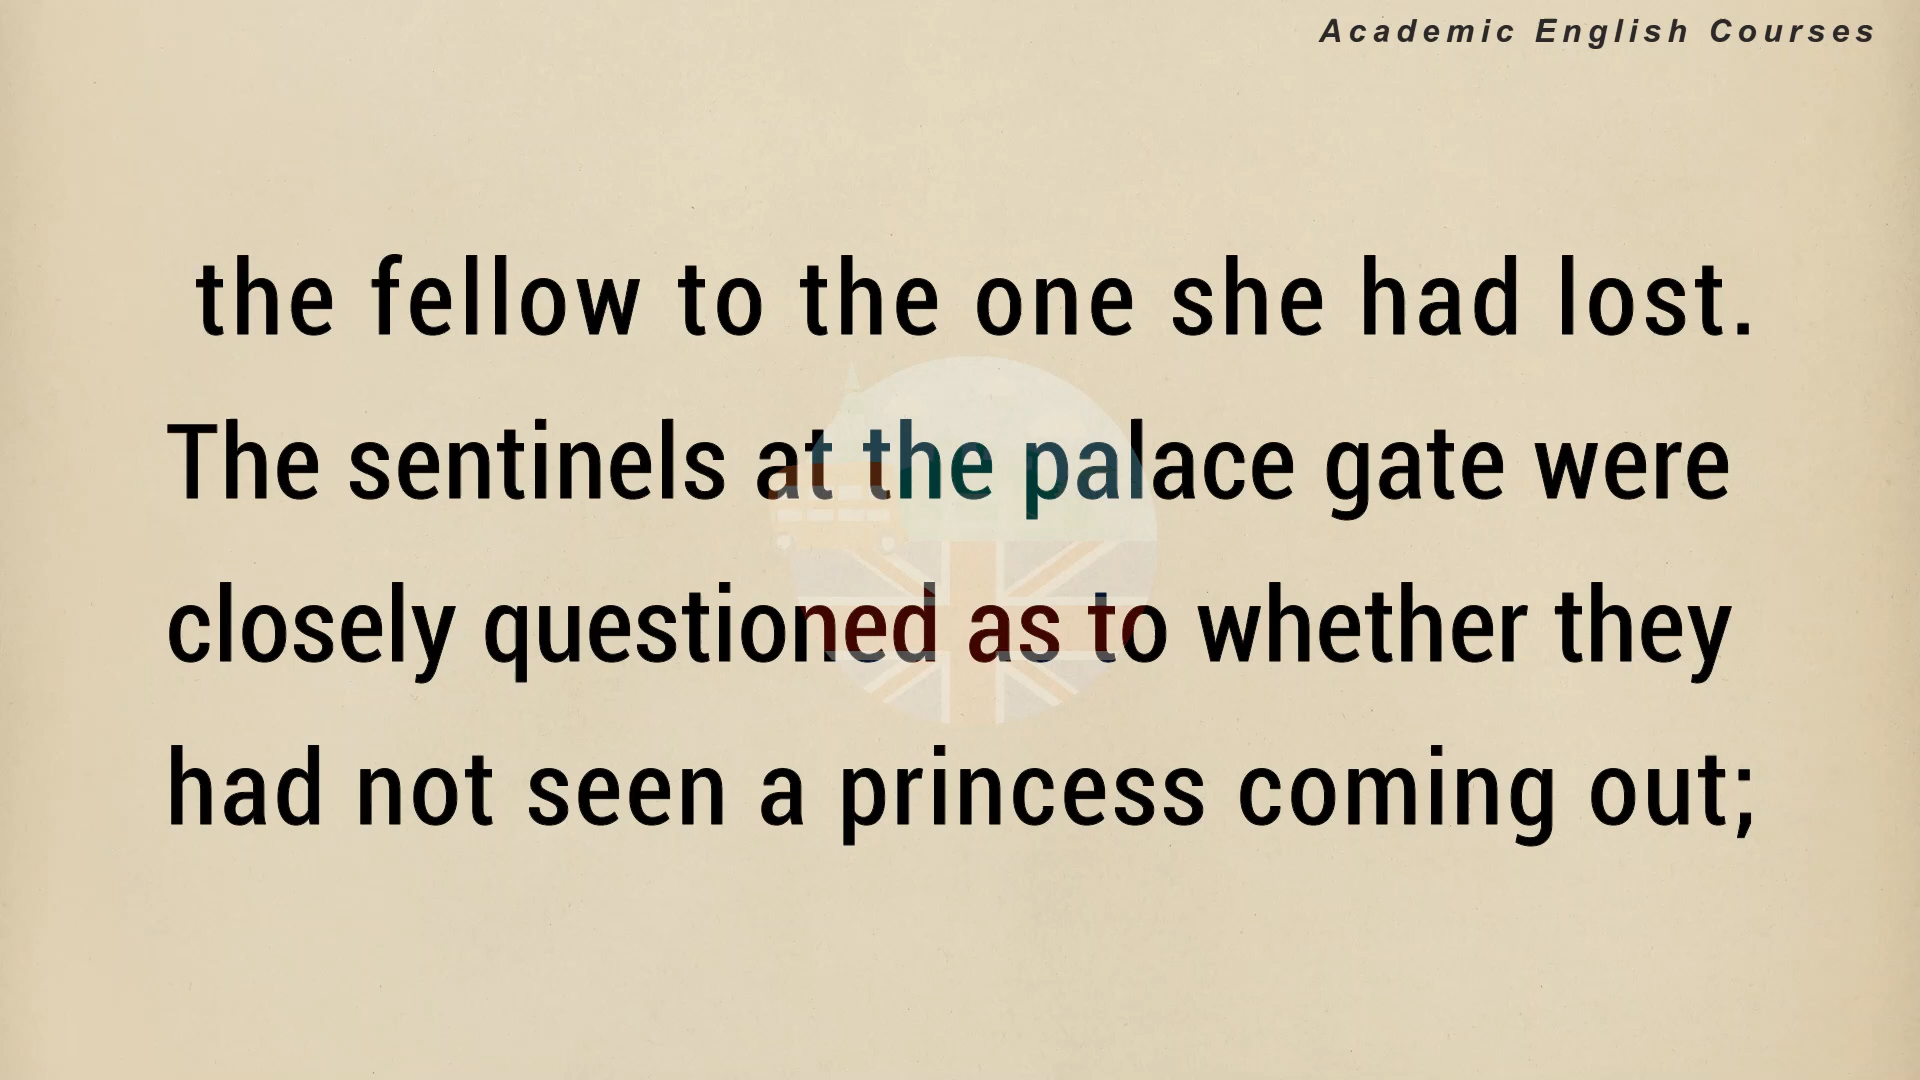 Academic English Courses
the fellow to the one she had lost.
The sentinels at the palace gate were
closely questioned as to whether they
had not seen a princess coming out;